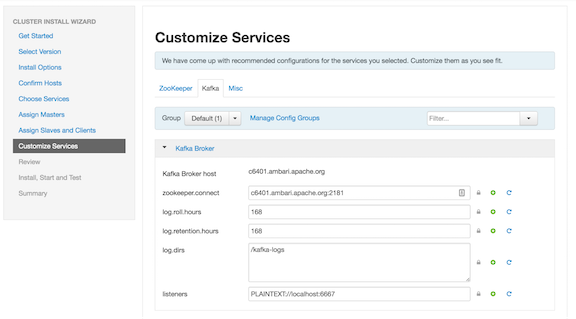 CLUSTER INSTALL WIZARD
Get Started
Select Version
Install Options
Confirm Hosts
Choose Services
Assign Masters
Assign Slaves and Clients
Customize Services
Review
Install, Start and Test
Summary
Customize Services
We have come up with recommended configurations for the services you selected. Customize them as you see fit.
ZooKeeper Kafka Misc
Group Default (1) Manage Config Groups Filter...
Kafka Broker
Kafka Broker host c6401.ambari.apache.org
zookeeper.connect c6401.ambari.apache.org:2181
log.roll.hours 168
log.retention.hours 168
log.dirs /kafka-logs
listeners PLAINTEXT://localhost:6667